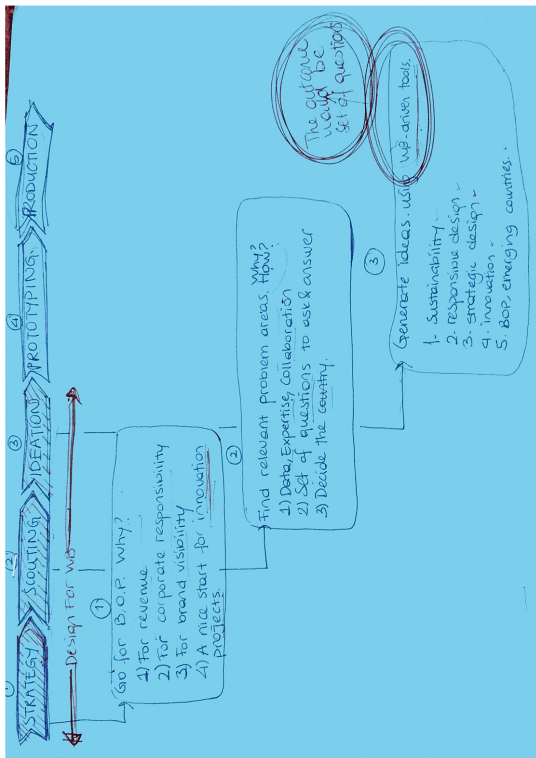 1
(2)
3
4
5
STRATEGY
SCOUTING
IDEATION
PROTOTYPING.
PRODUCTION
Design For WB
1
Go for B.O.P. Why?
1) For revenue
2) For corporate responsibility
3) For brand visibility
4) A nice start for innovation
projects.
2
Find relevant problem areas. Why?
How?
1) Data, Expertise, Collaboration
2) Set of questions to ask & answer
3) Decide the country.
3
Generate ideas. using WB-driven tools.
1- Sustainability -
2- responsible design -
3. strategic design -
4. innovation -
5. BOP, emerging countries..
The outcome
would be
set of questions